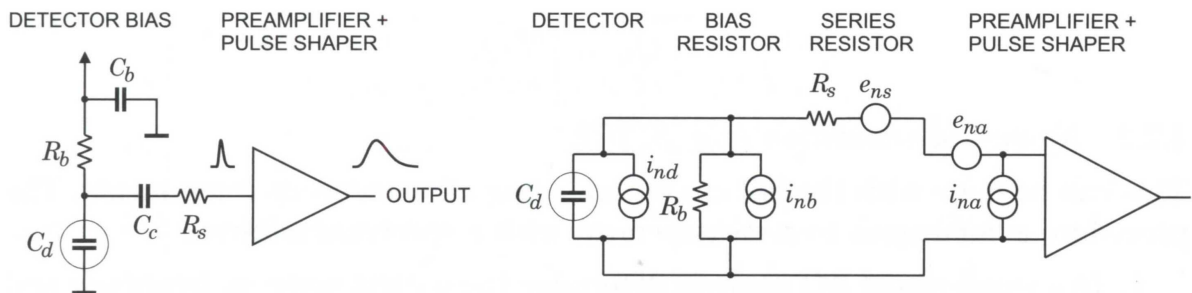 DETECTOR BIAS
PREAMPLIFIER +
PULSE SHAPER
C_b
R_b
OUTPUT
C_c
R_s
C_d
DETECTOR
BIAS
RESISTOR
SERIES
RESISTOR
PREAMPLIFIER +
PULSE SHAPER
R_s
e_ns
e_na
C_d
i_nd
R_b
i_nb
i_na